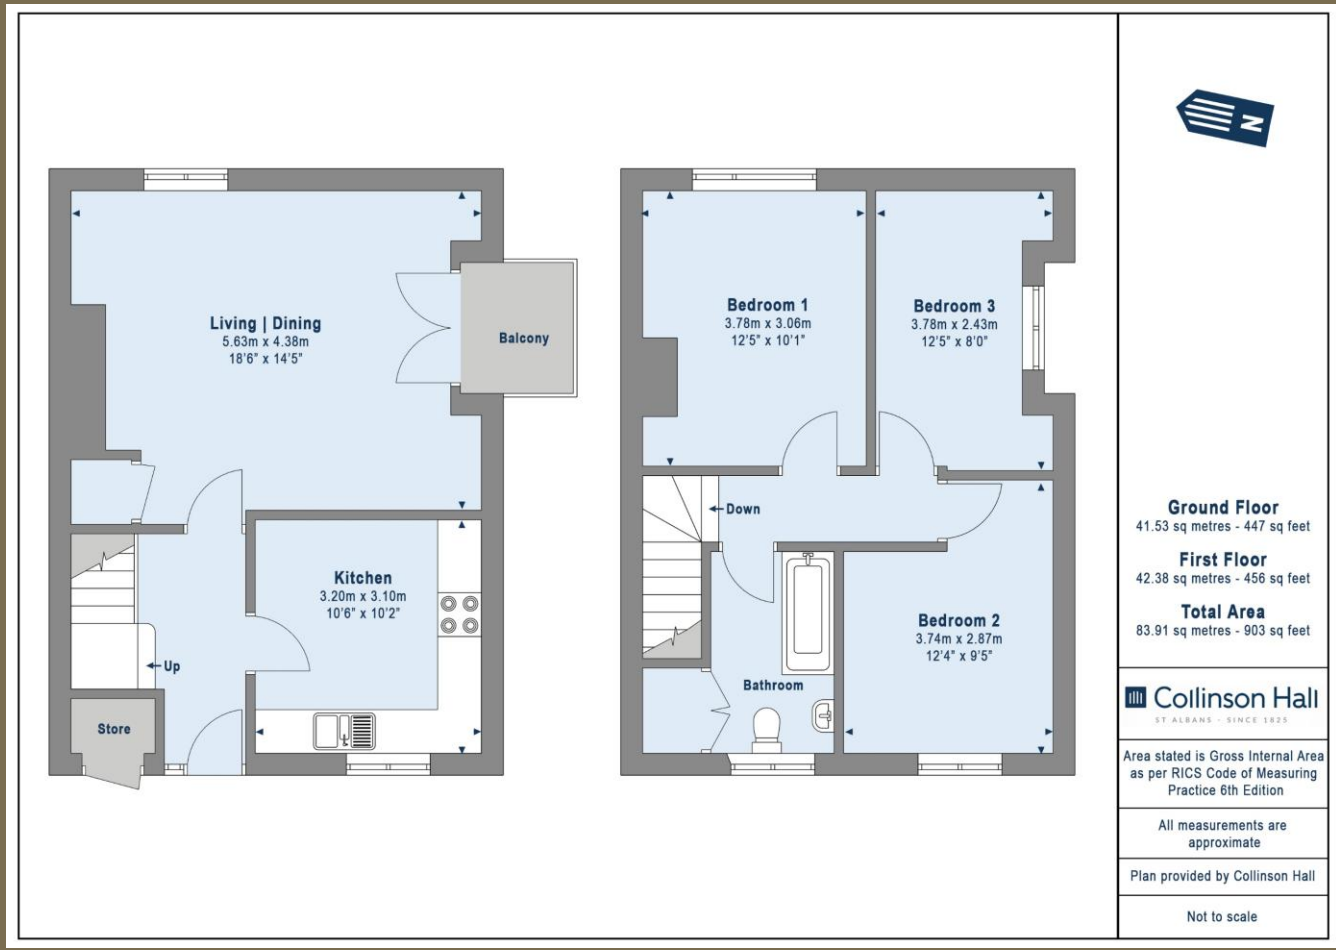 N
Living | Dining
5.63m x 4.38m
18'6" x 14'5"
Balcony
Kitchen
3.20m x 3.10m
10'6" x 10'2"
Up
Store
Bedroom 1
3.78m x 3.06m
12'5" x 10'1"
Bedroom 3
3.78m x 2.43m
12'5" x 8'0"
Down
Bedroom 2
3.74m x 2.87m
12'4" x 9'5"
Bathroom
Ground Floor
41.53 sq metres - 447 sq feet
First Floor
42.38 sq metres - 456 sq feet
Total Area
83.91 sq metres - 903 sq feet
Collinson Hall
ST ALBANS - SINCE 1825
Area stated is Gross Internal Area
as per RICS Code of Measuring
Practice 6th Edition
All measurements are
approximate
Plan provided by Collinson Hall
Not to scale